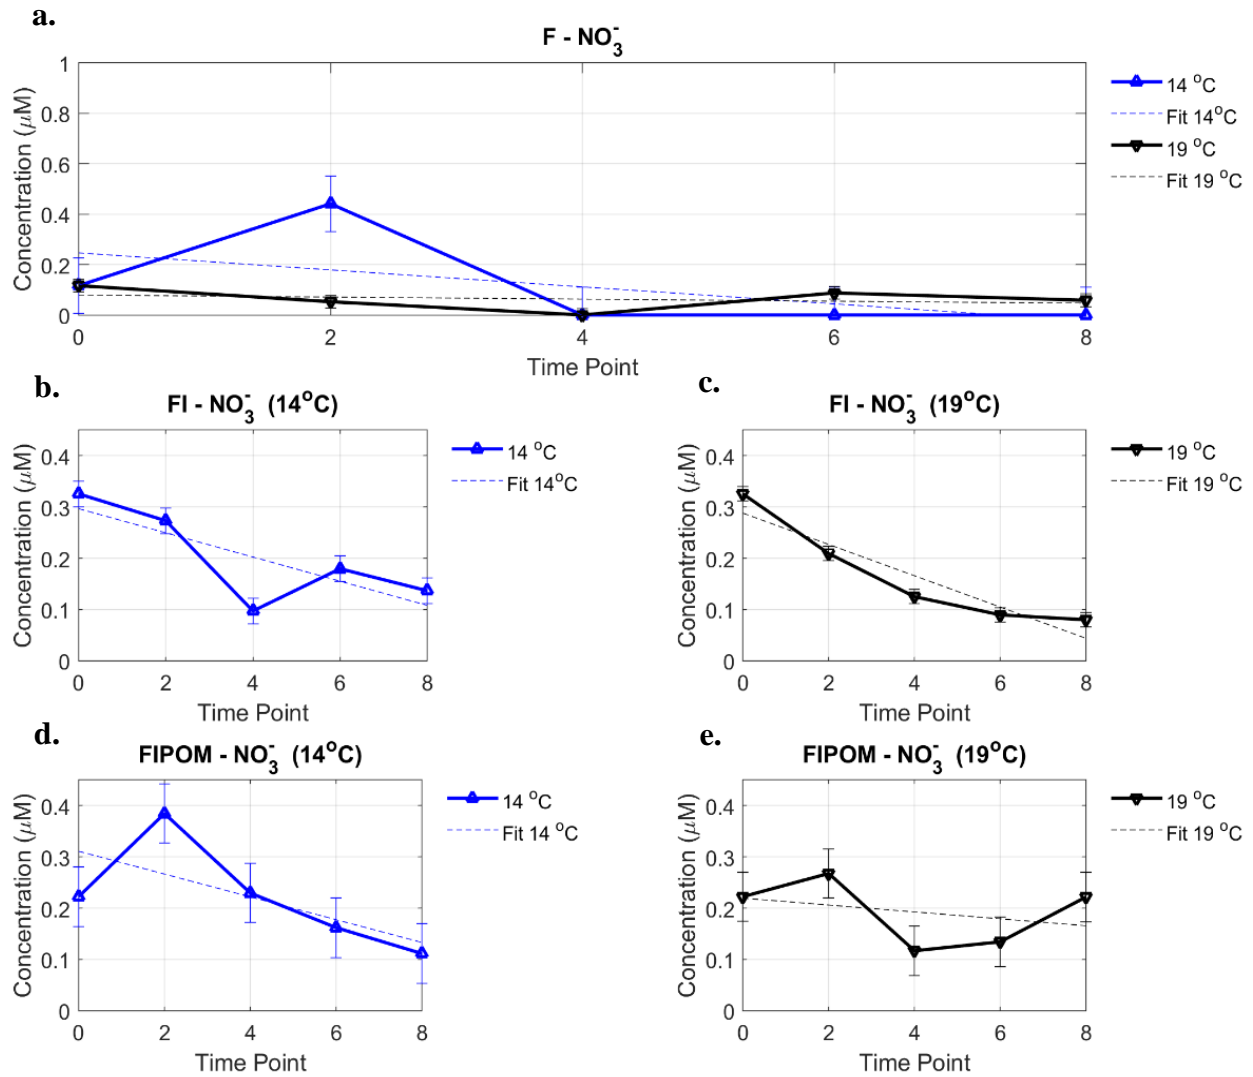 a.
F - NO₃⁻
Concentration (μM)
1
0.8
0.6
0.4
0.2
0
0 2 4 6 8
Time Point
14 °C
Fit 14°C
19 °C
Fit 19 °C
b.
FI - NO₃⁻ (14°C)
Concentration (μM)
0.4
0.3
0.2
0.1
0
0 2 4 6 8
Time Point
14 °C
Fit 14°C
c.
FI - NO₃⁻ (19°C)
Concentration (μM)
0.4
0.3
0.2
0.1
0
0 2 4 6 8
Time Point
19 °C
Fit 19 °C
d.
FIPOM - NO₃⁻ (14°C)
Concentration (μM)
0.4
0.3
0.2
0.1
0
0 2 4 6 8
Time Point
14 °C
Fit 14 °C
e.
FIPOM - NO₃⁻ (19°C)
Concentration (μM)
0.4
0.3
0.2
0.1
0
0 2 4 6 8
Time Point
19 °C
Fit 19 °C